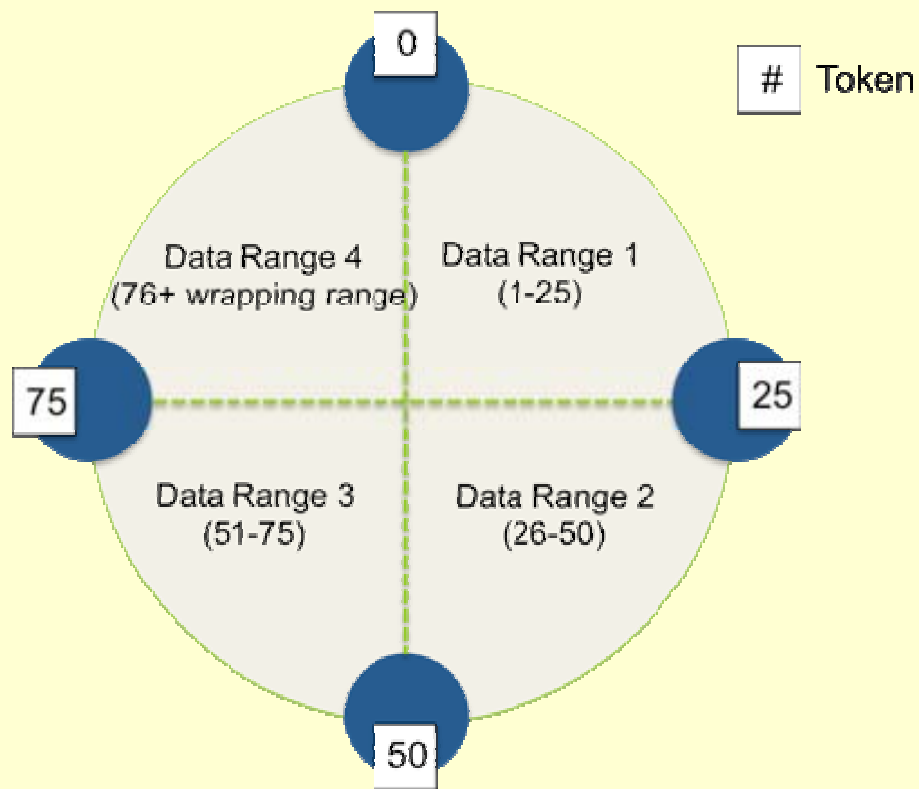 0
# Token
Data Range 4
(76+ wrapping range)
Data Range 1
(1-25)
75
25
Data Range 3
(51-75)
Data Range 2
(26-50)
50